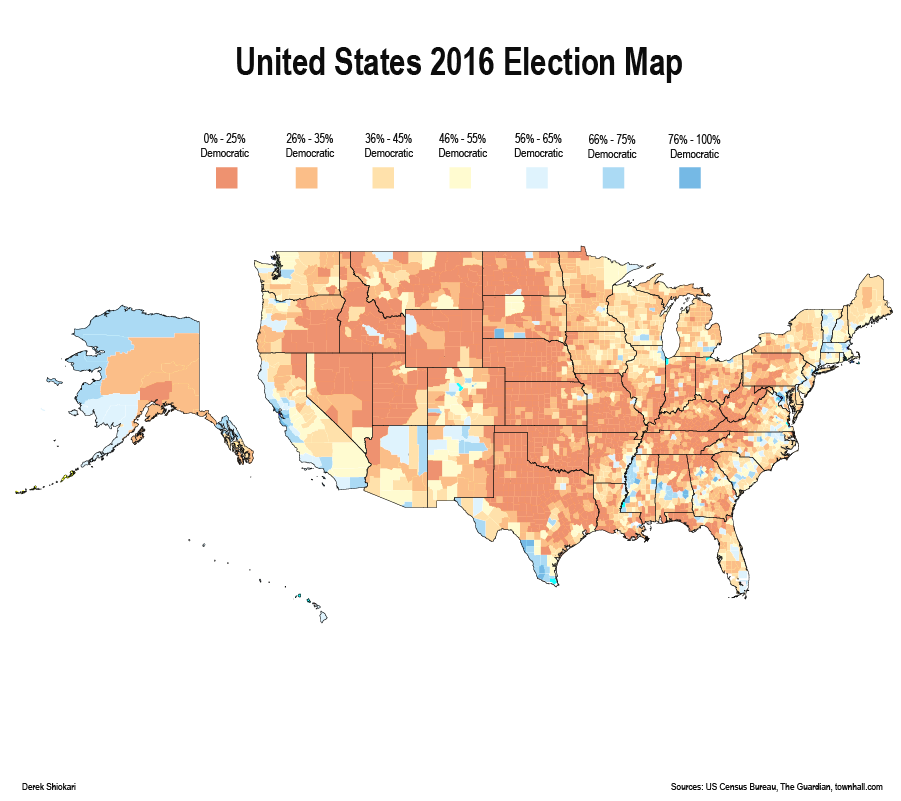 United States 2016 Election Map
0% - 25% 26% - 35% 36% - 45% 46% - 55% 56% - 65% 66% - 75% 76% - 100%
Democratic Democratic Democratic Democratic Democratic Democratic Democratic
Derek Shiokari Sources: US Census Bureau, The Guardian, townhall.com